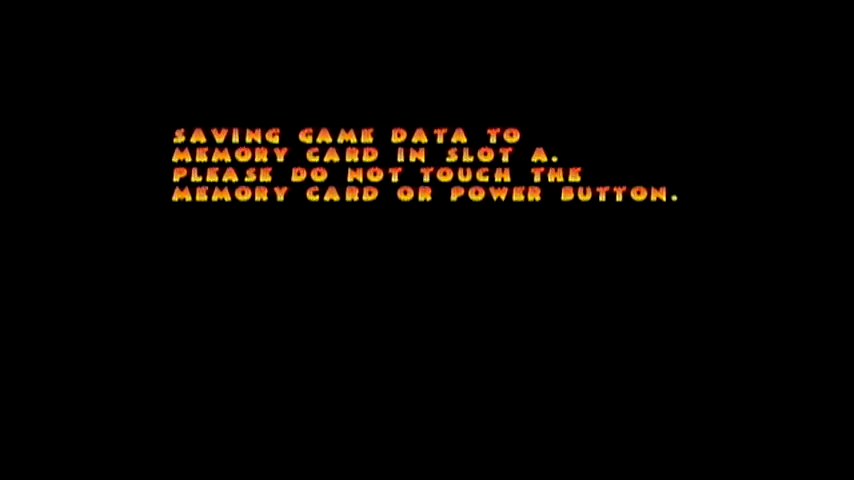 SAVING GAME DATA TO
MEMORY CARD IN SLOT A.
PLEASE DO NOT TOUCH THE
MEMORY CARD OR POWER BUTTON.